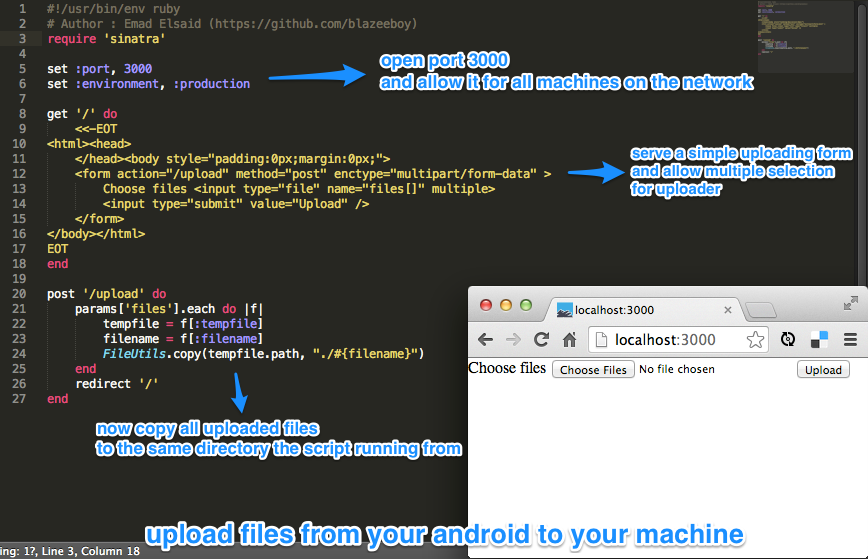 1 #!/usr/bin/env ruby
2 # Author : Emad Elsaid (https://github.com/blazeeboy)
3 require 'sinatra'
4
5 set :port, 3000
6 set :environment, :production
7
8 get '/' do
9 <<-EOT
10 <html><head>
11 </head><body style="padding:0px;margin:0px;">
12 <form action="/upload" method="post" enctype="multipart/form-data" >
13 Choose files <input type="file" name="files[]" multiple>
14 <input type="submit" value="Upload" />
15 </form>
16 </body></html>
17 EOT
18 end
19
20 post '/upload' do
21 params['files'].each do |f|
22 tempfile = f[:tempfile]
23 filename = f[:filename]
24 FileUtils.copy(tempfile.path, "./#{filename}")
25 end
26 redirect '/'
27 end
open port 3000
and allow it for all machines on the network
serve a simple uploading form
and allow multiple selection
for uploader
now copy all uploaded files
to the same directory the script running from
localhost:3000
localhost:3000
Choose files Choose Files No file chosen Upload
upload files from your android to your machine
ing: 1?, Line 3, Column 18